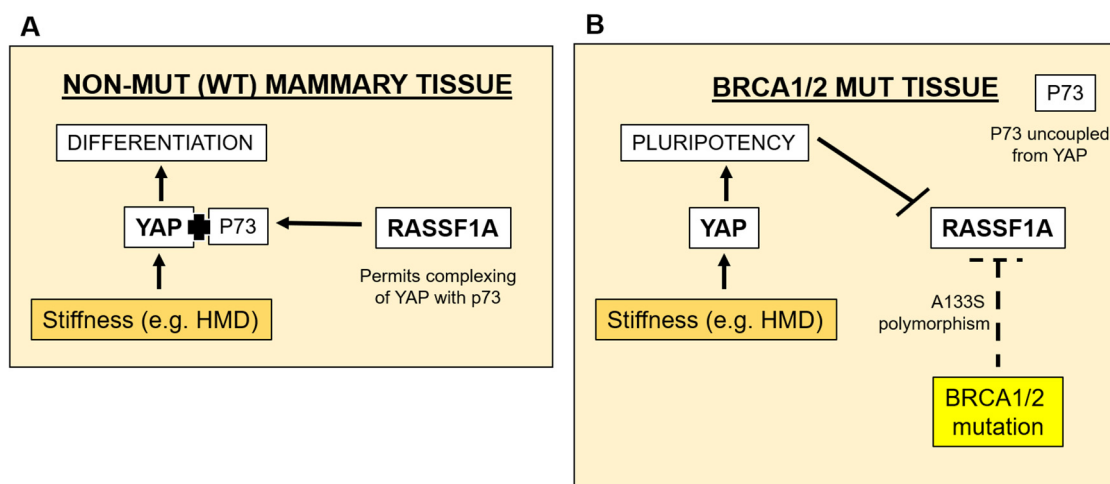 A
NON-MUT (WT) MAMMARY TISSUE
DIFFERENTIATION
YAP
P73
RASSF1A
Permits complexing
of YAP with p73
Stiffness (e.g. HMD)
B
BRCA1/2 MUT TISSUE
P73
P73 uncoupled
from YAP
PLURIPOTENCY
YAP
RASSF1A
Stiffness (e.g. HMD)
A133S
polymorphism
BRCA1/2
mutation